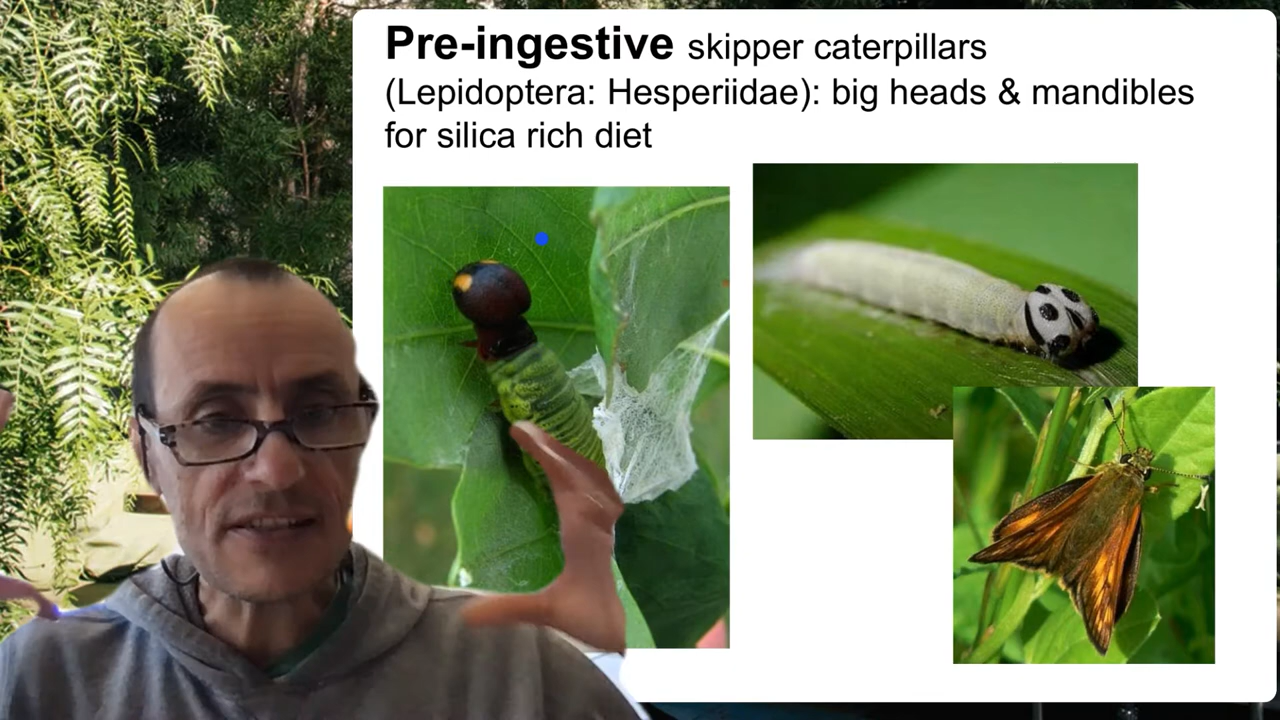 Pre-ingestive skipper caterpillars
(Lepidoptera: Hesperiidae): big heads & mandibles
for silica rich diet